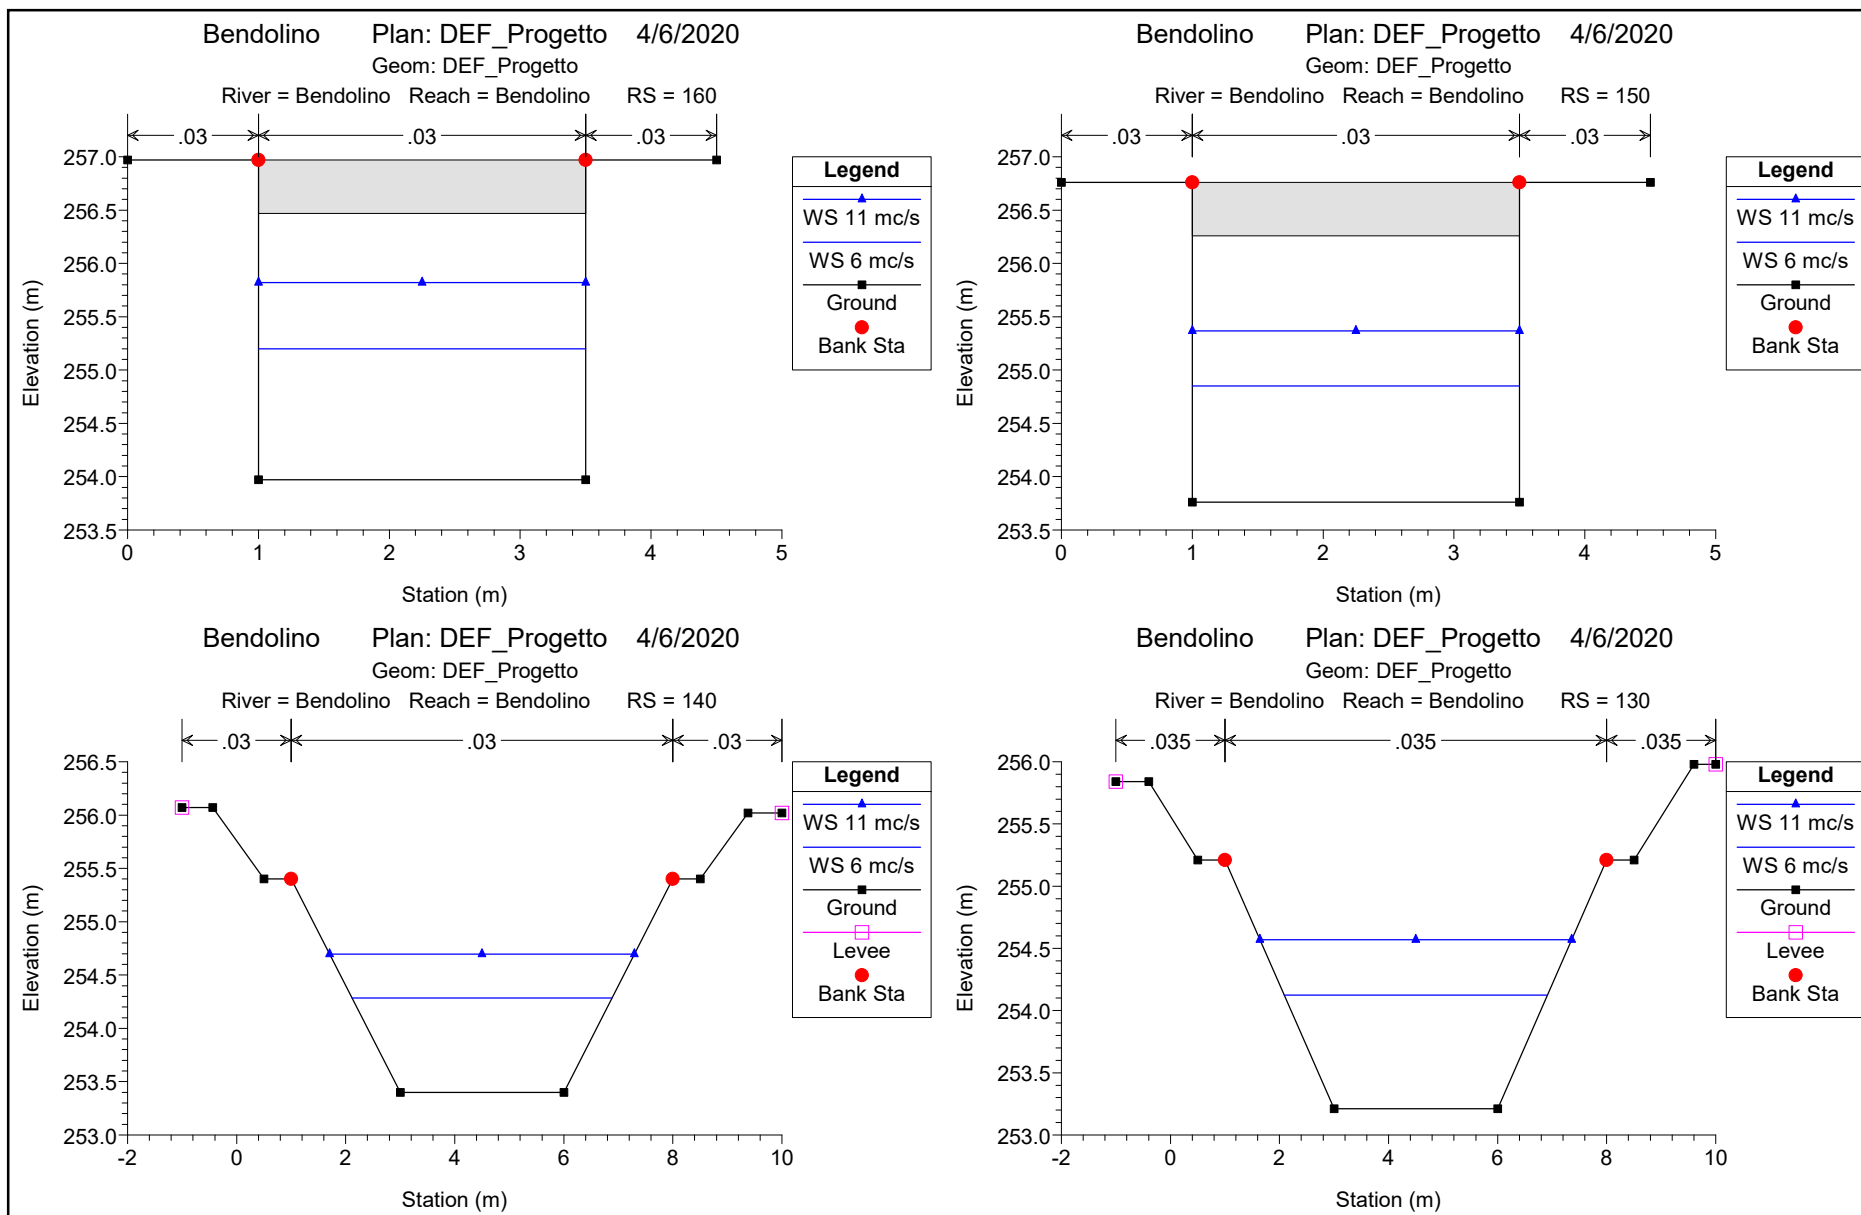 Bendolino Plan: DEF_Progetto 4/6/2020
Geom: DEF_Progetto
River = Bendolino Reach = Bendolino RS = 160
.03 .03 .03
257.0
256.5
256.0
255.5
255.0
254.5
254.0
253.5
Elevation (m)
0 1 2 3 4 5
Station (m)
Legend
WS 11 mc/s
WS 6 mc/s
Ground
Bank Sta
Bendolino Plan: DEF_Progetto 4/6/2020
Geom: DEF_Progetto
River = Bendolino Reach = Bendolino RS = 150
.03 .03 .03
257.0
256.5
256.0
255.5
255.0
254.5
254.0
253.5
Elevation (m)
0 1 2 3 4 5
Station (m)
Legend
WS 11 mc/s
WS 6 mc/s
Ground
Bank Sta
Bendolino Plan: DEF_Progetto 4/6/2020
Geom: DEF_Progetto
River = Bendolino Reach = Bendolino RS = 140
.03 .03 .03
256.5
256.0
255.5
255.0
254.5
254.0
253.5
253.0
Elevation (m)
-2 0 2 4 6 8 10
Station (m)
Legend
WS 11 mc/s
WS 6 mc/s
Ground
Levee
Bank Sta
Bendolino Plan: DEF_Progetto 4/6/2020
Geom: DEF_Progetto
River = Bendolino Reach = Bendolino RS = 130
.035 .035 .035
256.0
255.5
255.0
254.5
254.0
253.5
253.0
Elevation (m)
-2 0 2 4 6 8 10
Station (m)
Legend
WS 11 mc/s
WS 6 mc/s
Ground
Levee
Bank Sta